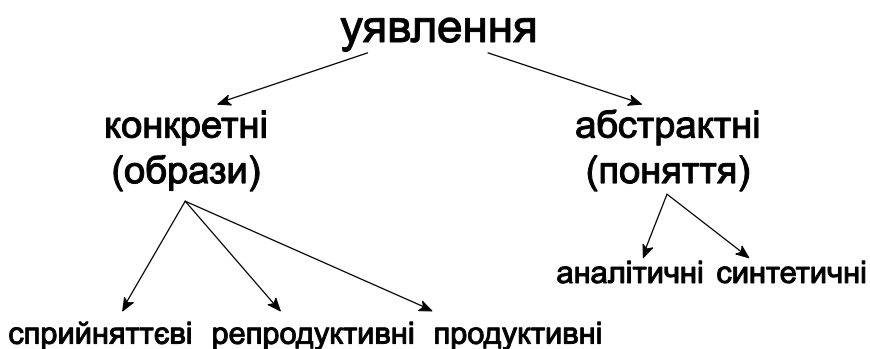 уявлення
конкретні
(образи)
абстрактні
(поняття)
аналітичні синтетичні
сприйняттєві репродуктивні продуктивні